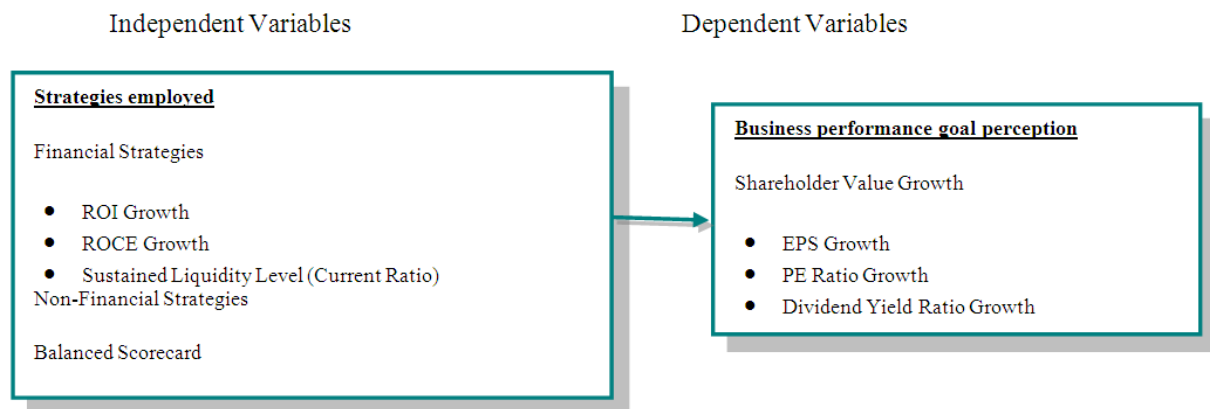 Independent Variables
Dependent Variables
Strategies employed
Financial Strategies
• ROI Growth
• ROCE Growth
• Sustained Liquidity Level (Current Ratio)
Non-Financial Strategies
Balanced Scorecard
Business performance goal perception
Shareholder Value Growth
• EPS Growth
• PE Ratio Growth
• Dividend Yield Ratio Growth